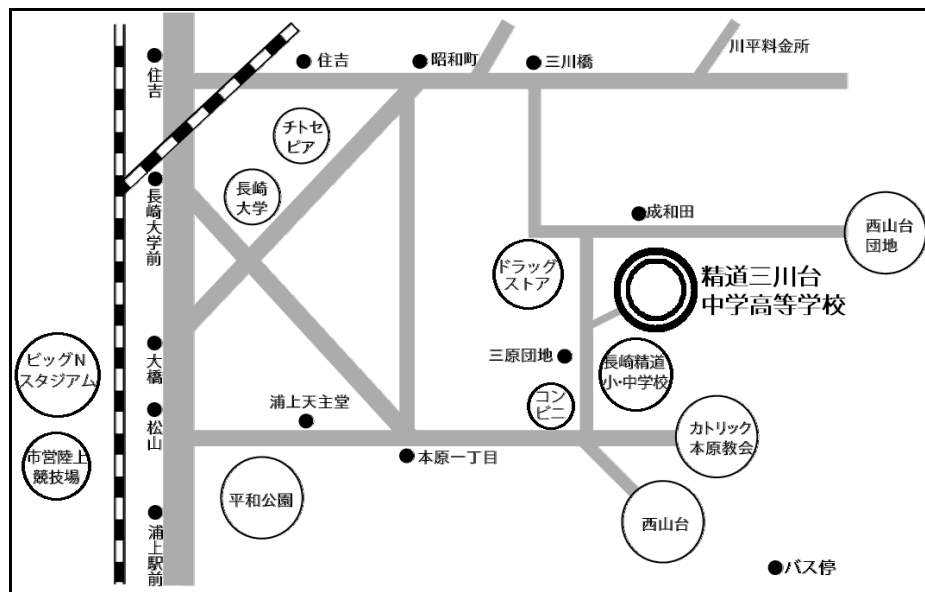 住吉
昭和町
三川橋
川平料金所
住吉
チトセ
ピア
長崎
大学
長崎大学前
成和田
西山台
団地
ドラッグ
ストア
精道三川台
中学高等学校
大橋
ビッグN
スタジアム
三原団地
長崎精道
小・中学校
浦上天主堂
コン
ビニ
松山
カトリック
本原教会
市営陸上
競技場
本原一丁目
平和公園
西山台
浦上駅前
バス停